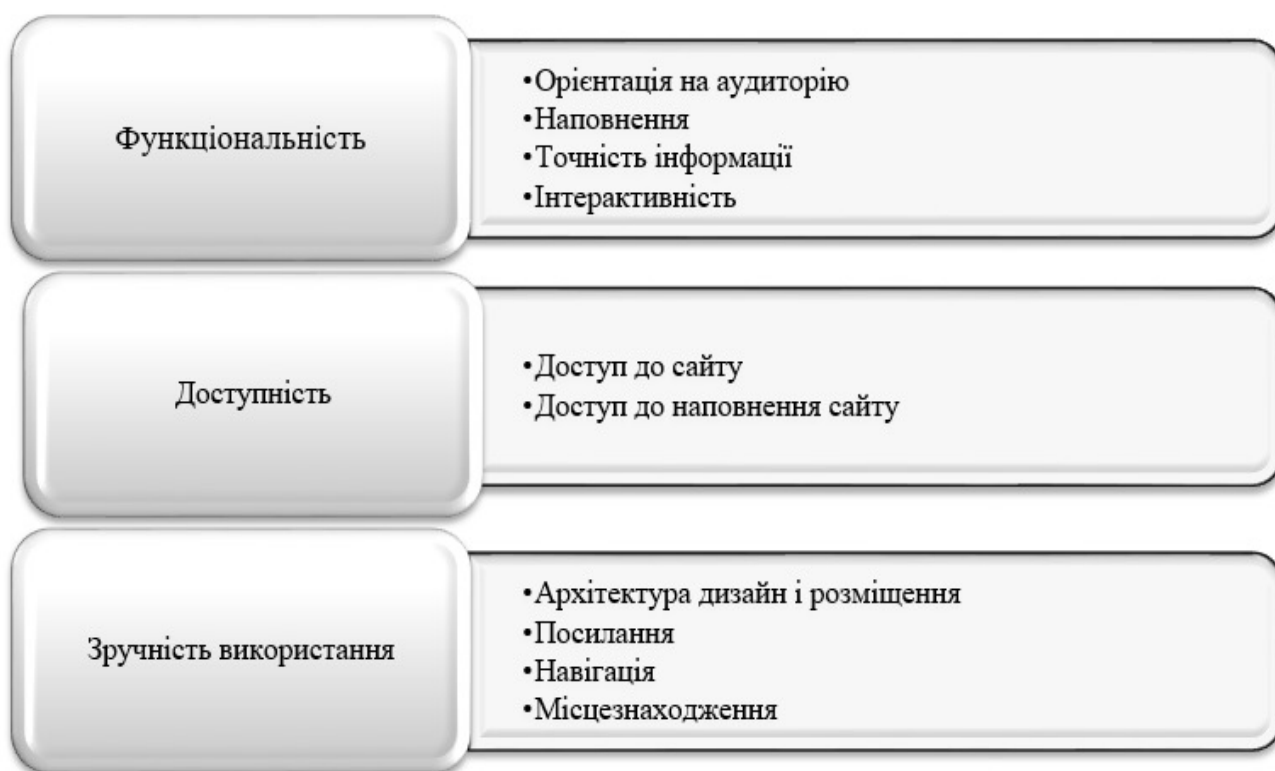 Функціональність
•Орієнтація на аудиторію
•Наповнення
•Точність інформації
•Інтерактивність
Доступність
•Доступ до сайту
•Доступ до наповнення сайту
Зручність використання
•Архітектура дизайн і розміщення
•Посилання
•Навігація
•Місцезнаходження